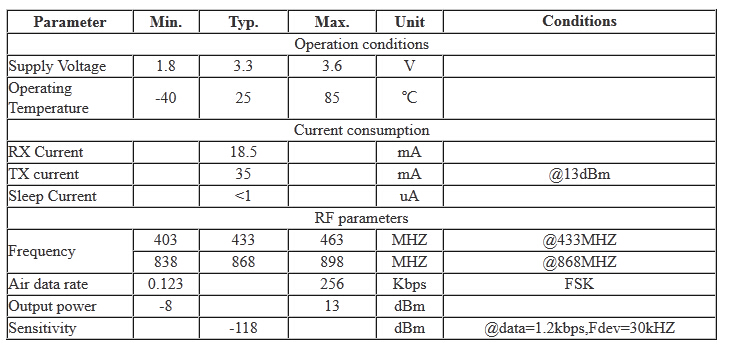 Parameter Min. Typ. Max. Unit Conditions
Operation conditions
Supply Voltage 1.8 3.3 3.6 V
Operating
Temperature -40 25 85 ℃
Current consumption
RX Current 18.5 mA
TX current 35 mA @13dBm
Sleep Current <1 uA
RF parameters
Frequency 403 433 463 MHZ @433MHZ
838 868 898 MHZ @868MHZ
Air data rate 0.123 256 Kbps FSK
Output power -8 13 dBm
Sensitivity -118 dBm @data=1.2kbps,Fdev=30kHZ